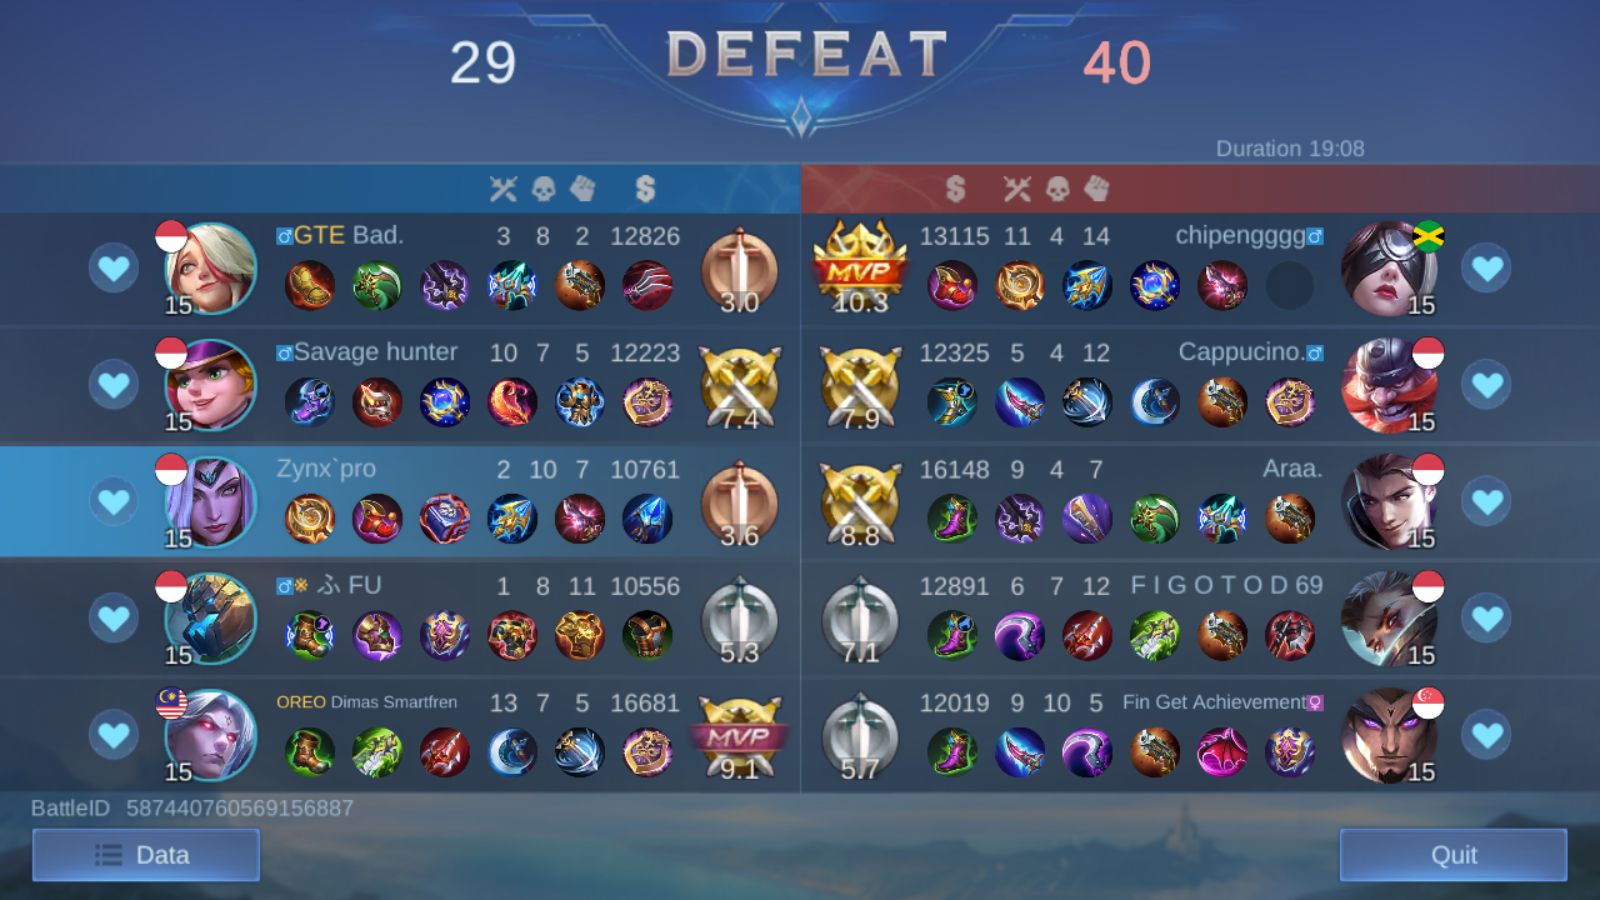 29 DEFEAT 40
Duration 19:08
GTE Bad. 3 8 2 12826
15 3.0
MVP 13115 11 4 14 chipengggg
10.3 15
Savage hunter 10 7 5 12223
15 7.4
12325 5 4 12 Cappucino.
7.9 15
Zynx`pro 2 10 7 10761
15 3.6
16148 9 4 7 Araa.
8.8 15
※ ふ FU 1 8 11 10556
15 5.3
12891 6 7 12 F I G O T O D 69
7.1 15
OREO Dimas Smartfren 13 7 5 16681 MVP
15 9.1
12019 9 10 5 Fin Get Achievement
5.7 15
BattleID 587440760569156887
Data
Quit